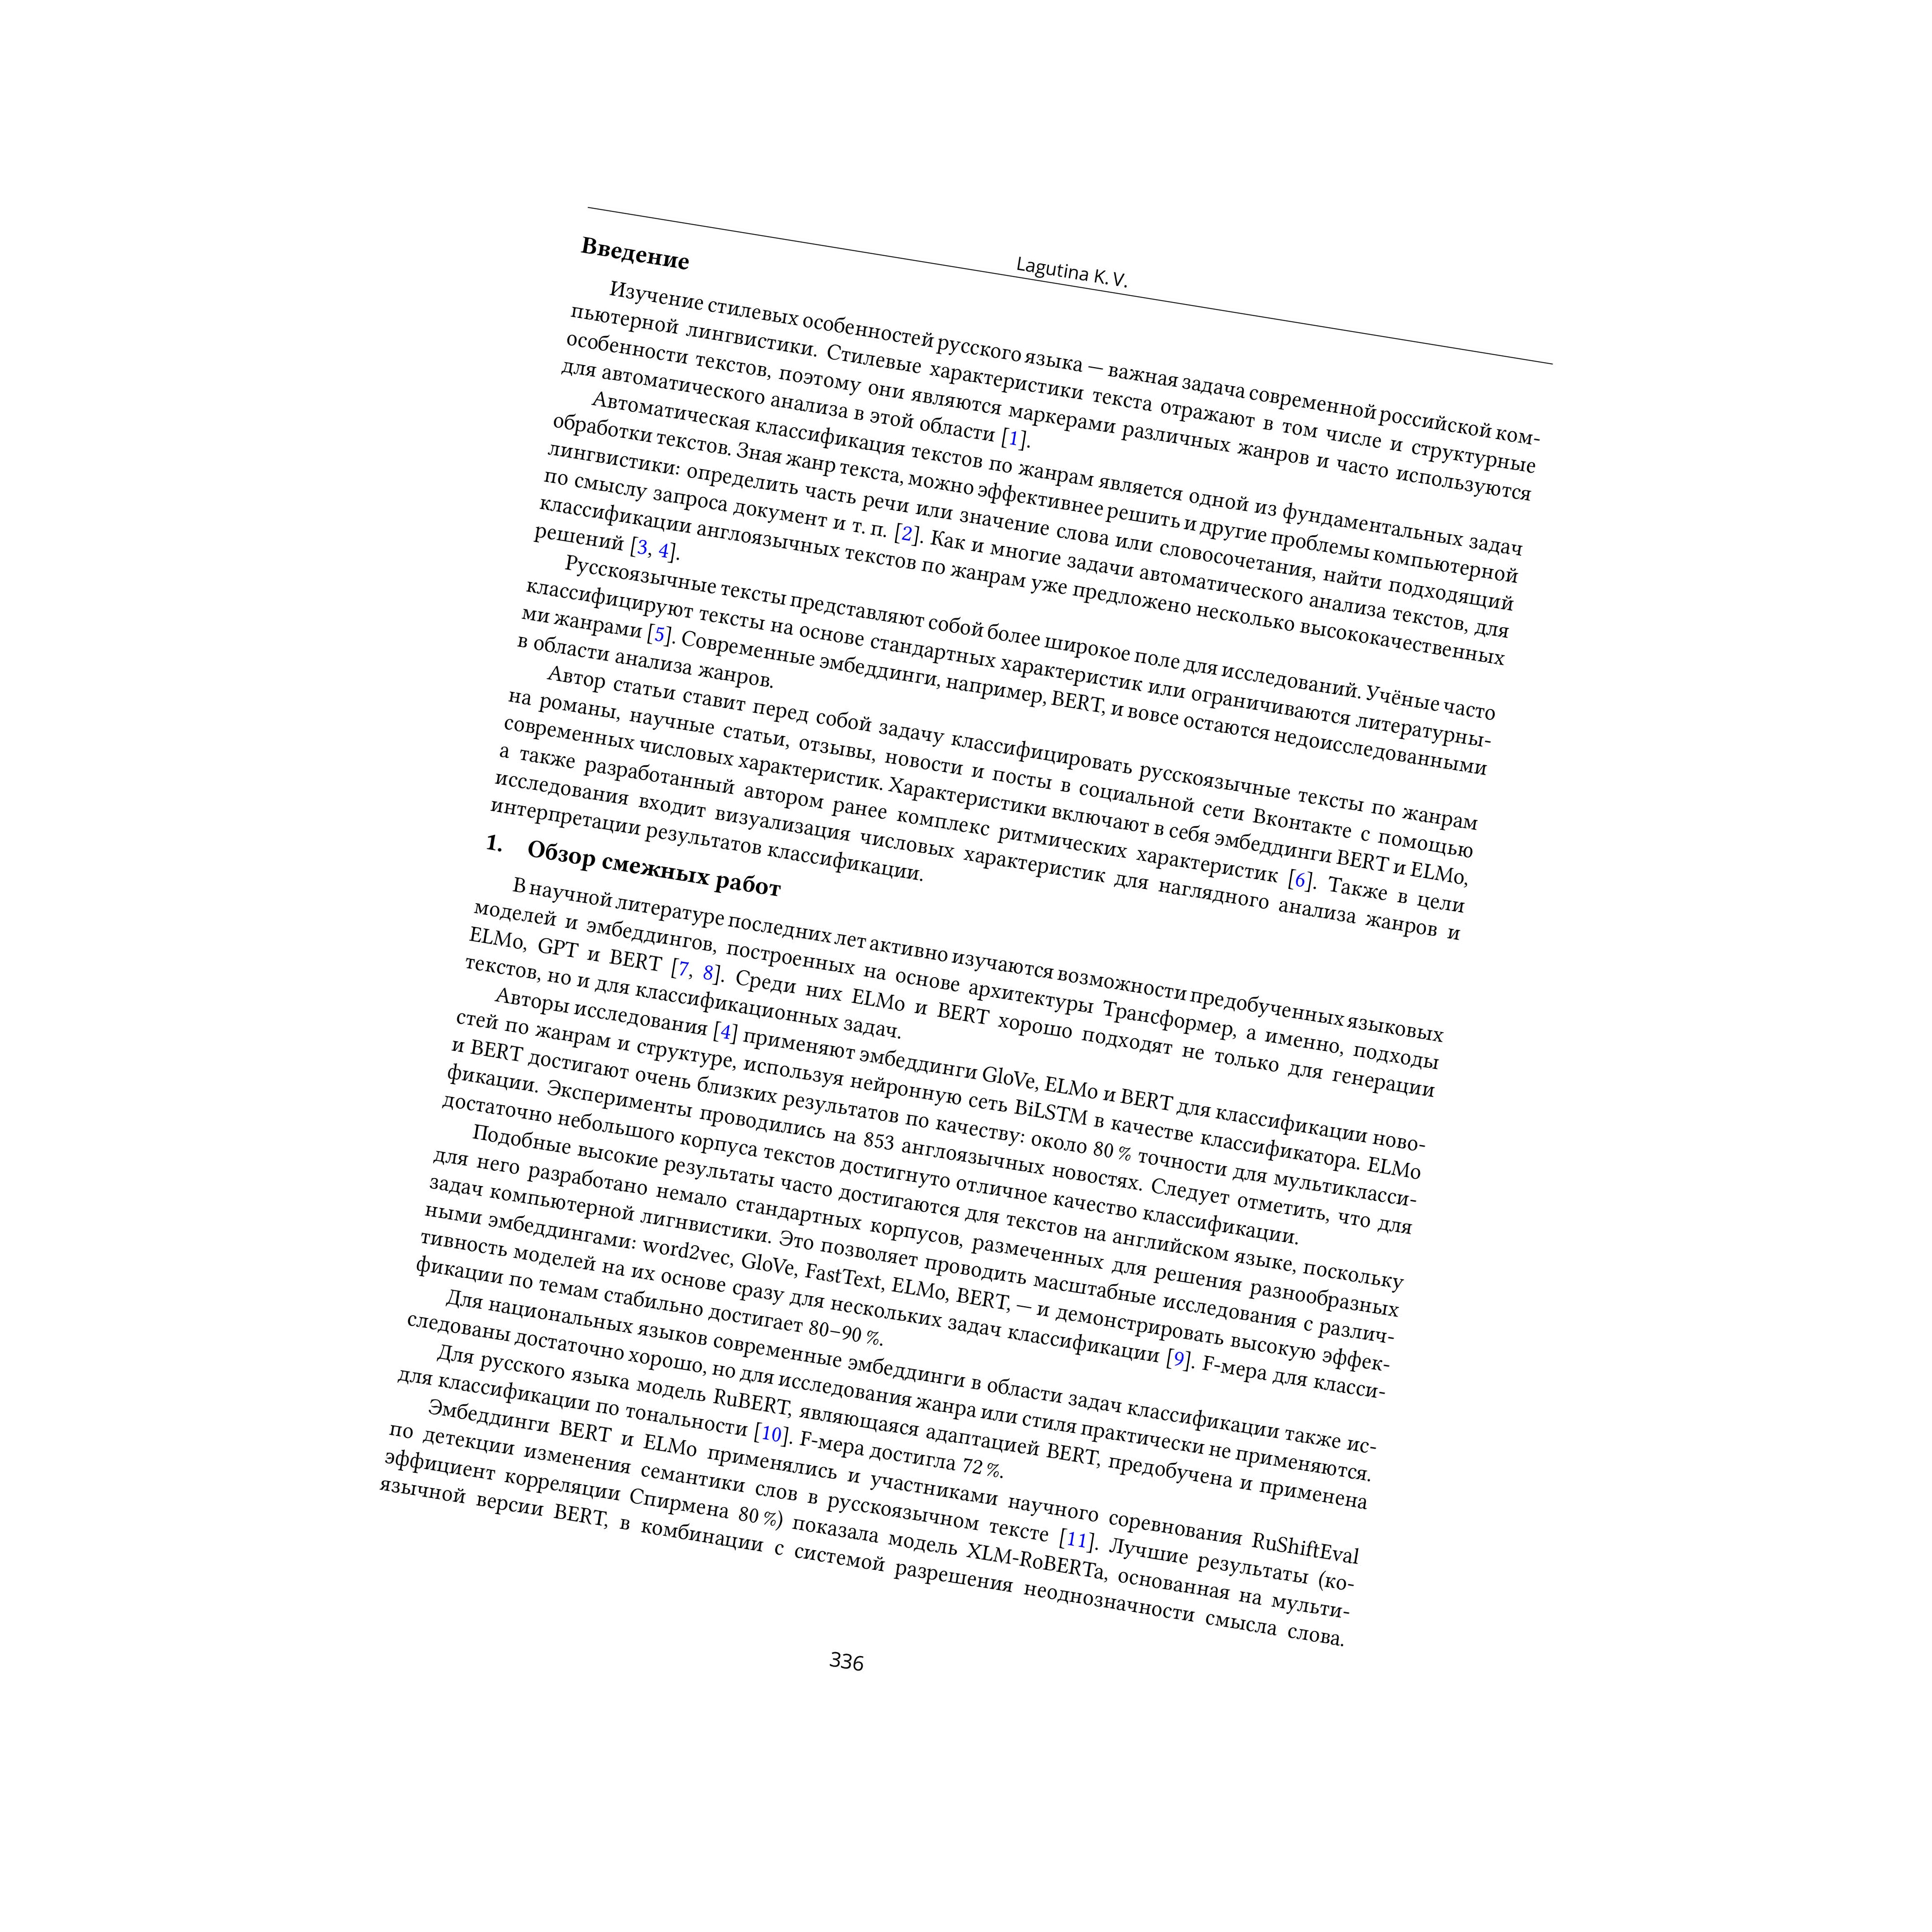 Lagutina K. V.
Введение
Изучение стилевых особенностей русского языка — важная задача современной российской ком-
пьютерной лингвистики. Стилевые характеристики текста отражают в том числе и структурные
особенности текстов, поэтому они являются маркерами различных жанров и часто используются
для автоматического анализа в этой области [1].
Автоматическая классификация текстов по жанрам является одной из фундаментальных задач
обработки текстов. Зная жанр текста, можно эффективнее решить и другие проблемы компьютерной
лингвистики: определить часть речи или значение слова или словосочетания, найти подходящий
по смыслу запроса документ и т. п. [2]. Как и многие задачи автоматического анализа текстов, для
классификации англоязычных текстов по жанрам уже предложено несколько высококачественных
решений [3, 4].
Русскоязычные тексты представляют собой более широкое поле для исследований. Учёные часто
классифицируют тексты на основе стандартных характеристик или ограничиваются литературны-
ми жанрами [5]. Современные эмбеддинги, например, BERT, и вовсе остаются недоисследованными
в области анализа жанров.
Автор статьи ставит перед собой задачу классифицировать русскоязычные тексты по жанрам
на романы, научные статьи, отзывы, новости и посты в социальной сети Вконтакте с помощью
современных числовых характеристик. Характеристики включают в себя эмбеддинги BERT и ELMo,
а также разработанный автором ранее комплекс ритмических характеристик [6]. Также в цели
исследования входит визуализация числовых характеристик для наглядного анализа жанров и
интерпретации результатов классификации.
1. Обзор смежных работ
В научной литературе последних лет активно изучаются возможности предобученных языковых
моделей и эмбеддингов, построенных на основе архитектуры Трансформер, а именно, подходы
ELMo, GPT и BERT [7, 8]. Среди них ELMo и BERT хорошо подходят не только для генерации
текстов, но и для классификационных задач.
Авторы исследования [4] применяют эмбеддинги GloVe, ELMo и BERT для классификации ново-
стей по жанрам и структуре, используя нейронную сеть BiLSTM в качестве классификатора. ELMo
и BERT достигают очень близких результатов по качеству: около 80 % точности для мультикласси-
фикации. Эксперименты проводились на 853 англоязычных новостях. Следует отметить, что для
достаточно небольшого корпуса текстов достигнуто отличное качество классификации.
Подобные высокие результаты часто достигаются для текстов на английском языке, поскольку
для него разработано немало стандартных корпусов, размеченных для решения разнообразных
задач компьютерной лигнвистики. Это позволяет проводить масштабные исследования с различ-
ными эмбеддингами: word2vec, GloVe, FastText, ELMo, BERT, — и демонстрировать высокую эффек-
тивность моделей на их основе сразу для нескольких задач классификации [9]. F-мера для класси-
фикации по темам стабильно достигает 80–90 %.
Для национальных языков современные эмбеддинги в области задач классификации также ис-
следованы достаточно хорошо, но для исследования жанра или стиля практически не применяются.
Для русского языка модель RuBERT, являющаяся адаптацией BERT, предобучена и применена
для классификации по тональности [10]. F-мера достигла 72 %.
Эмбеддинги BERT и ELMo применялись и участниками научного соревнования RuShiftEval
по детекции изменения семантики слов в русскоязычном тексте [11]. Лучшие результаты (ко-
эффициент корреляции Спирмена 80 %) показала модель XLM-RoBERTa, основанная на мульти-
язычной версии BERT, в комбинации с системой разрешения неоднозначности смысла слова.
336